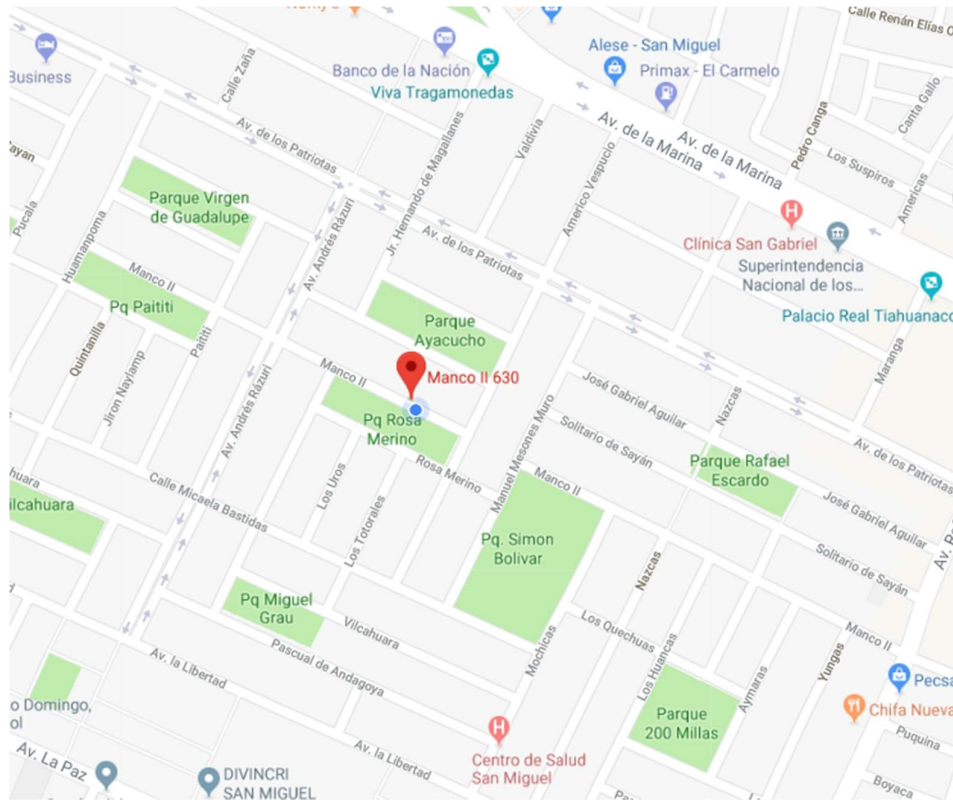 Calle Renán Elías O
Alese - San Miguel
Business
Banco de la Nación
Primax - El Carmelo
Viva Tragamonedas
Calle Zaña
Canta Gallo
Av. de la Marina
Av. de la Marina
Pedro Canga
Av. de los Patriotas
Jr. Hernando de Magallanes
Valdivia
Los Suspiros
Americo Vespucio
Parque Virgen
de Guadalupe
Americas
Pucala
Huamanpoma
Av. Andrés Rázuri
Av. de los Patriotas
Clínica San Gabriel
Superintendencia
Nacional de los...
Manco II
Pq Paititi
Palacio Real Tiahuanaco
Parque
Ayacucho
Quintanilla
Paititi
Maranga
Manco II
Manco II 630
Jiron Naylamp
José Gabriel Aguilar
Nazcas
Av. Andrés Rázuri
Pq Rosa
Merino
Manuel Mesones Muro
Solitario de Sayán
Av. de los Patriotas
Rosa Merino
Manco II
Parque Rafael
Escardo
Los Uros
Calle Micaela Bastidas
José Gabriel Aguilar
Los Totorales
Pq. Simon
Bolivar
Solitario de Sayán
Nazcas
Pq Miguel
Grau
Vilcahuara
Los Quechuas
Manco II
Mochicas
Pascual de Andagoya
Los Huancas
Yungas
Av. la Libertad
Aymaras
Pecsa
Chifa Nueva
o Domingo,
Parque
200 Millas
Puquina
Centro de Salud
San Miguel
Av. la Libertad
Av. La Paz
DIVINCRI
SAN MIGUEL
Boyaca